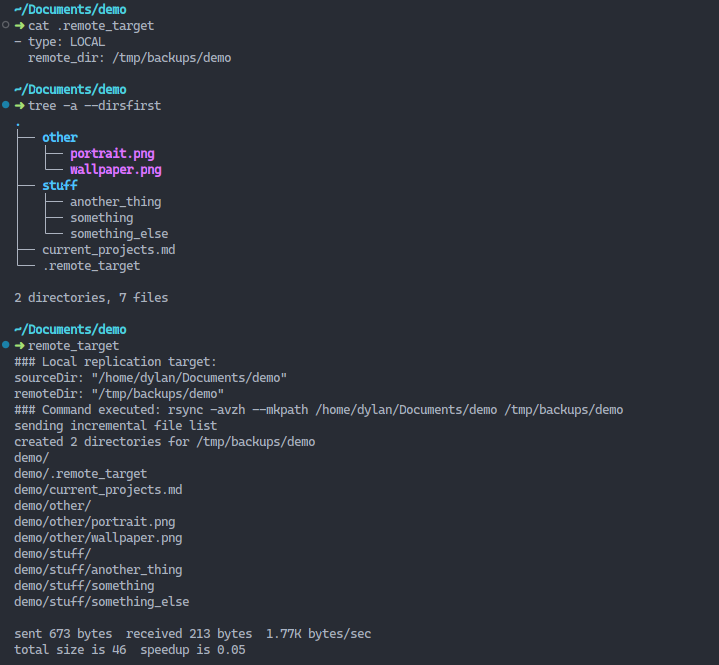 ~/Documents/demo
➜ cat .remote_target
- type: LOCAL
  remote_dir: /tmp/backups/demo

~/Documents/demo
➜ tree -a --dirsfirst
.
├── other
│   ├── portrait.png
│   └── wallpaper.png
├── stuff
│   ├── another_thing
│   ├── something
│   └── something_else
├── current_projects.md
└── .remote_target

2 directories, 7 files

~/Documents/demo
➜ remote_target
### Local replication target:
sourceDir: "/home/dylan/Documents/demo"
remoteDir: "/tmp/backups/demo"
### Command executed: rsync -avzh --mkpath /home/dylan/Documents/demo /tmp/backups/demo
sending incremental file list
created 2 directories for /tmp/backups/demo
demo/
demo/.remote_target
demo/current_projects.md
demo/other/
demo/other/portrait.png
demo/other/wallpaper.png
demo/stuff/
demo/stuff/another_thing
demo/stuff/something
demo/stuff/something_else

sent 673 bytes  received 213 bytes  1.77K bytes/sec
total size is 46  speedup is 0.05